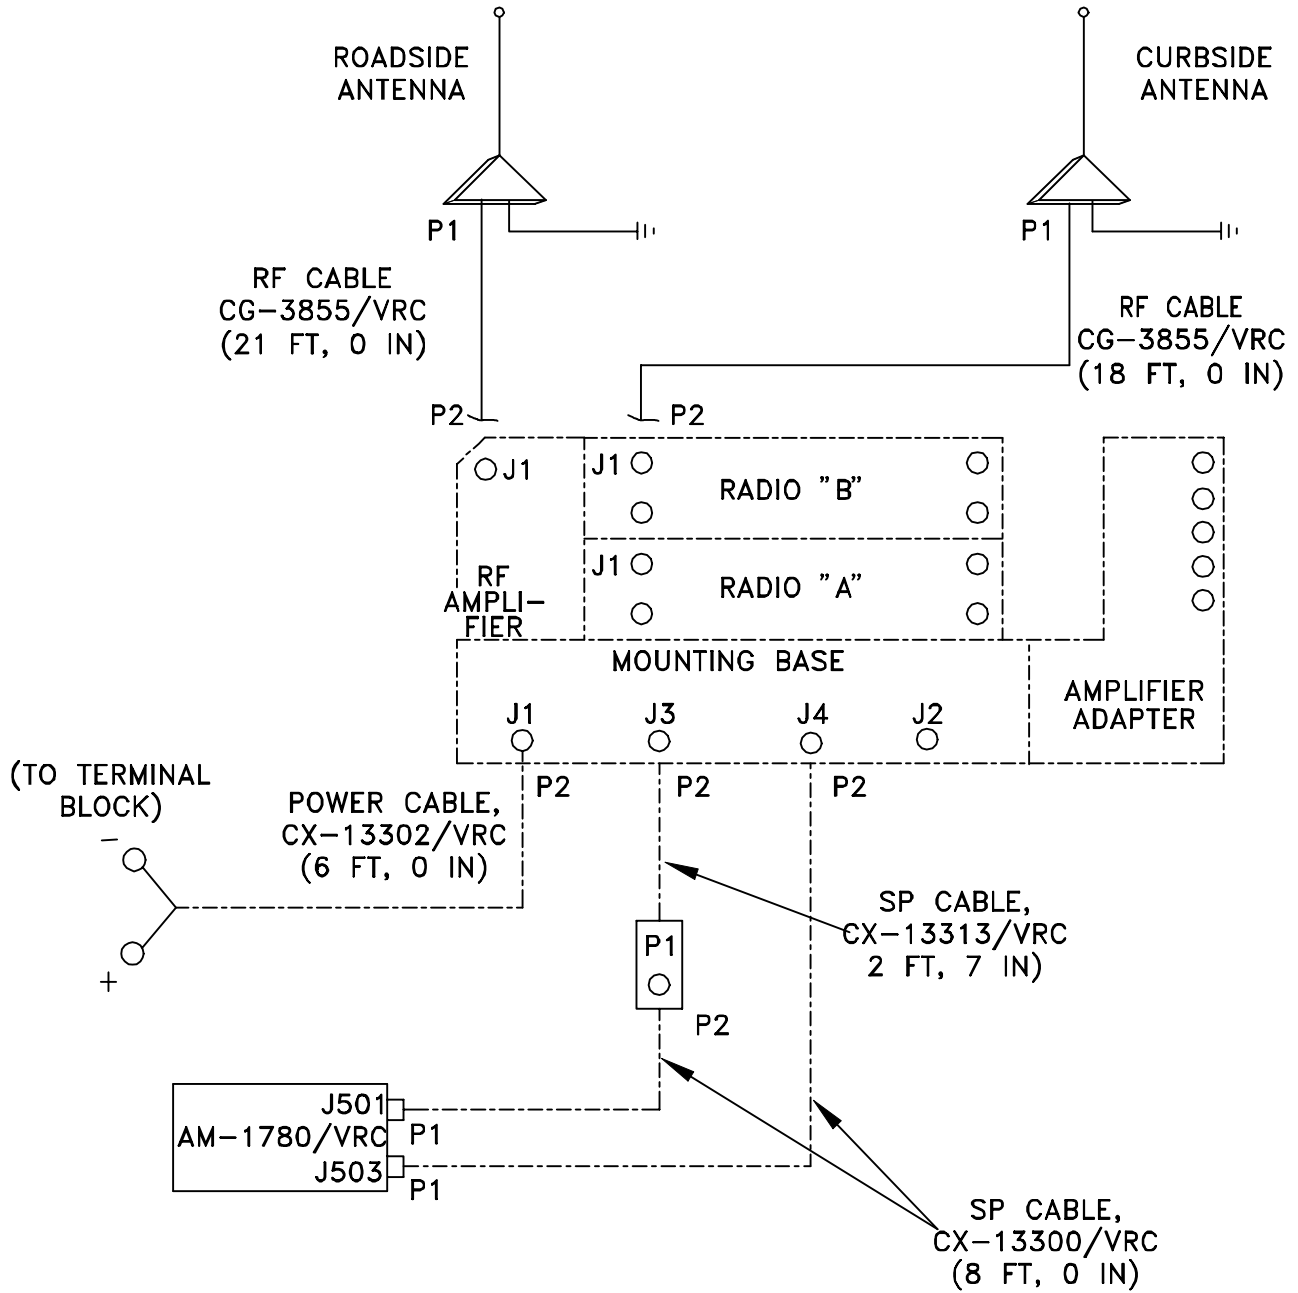 ROADSIDE
ANTENNA
CURBSIDE
ANTENNA
P1
P1
RF CABLE
CG-3855/VRC
(21 FT, 0 IN)
RF CABLE
CG-3855/VRC
(18 FT, 0 IN)
P2
P2
J1
J1
RADIO "B"
J1
RADIO "A"
RF
AMPLI-
FIER
MOUNTING BASE
AMPLIFIER
ADAPTER
J1
J3
J4
J2
P2
P2
P2
(TO TERMINAL
BLOCK)
-
+
POWER CABLE,
CX-13302/VRC
(6 FT, 0 IN)
SP CABLE,
CX-13313/VRC
2 FT, 7 IN)
P1
P2
J501
AM-1780/VRC
J503
P1
P1
SP CABLE,
CX-13300/VRC
(8 FT, 0 IN)